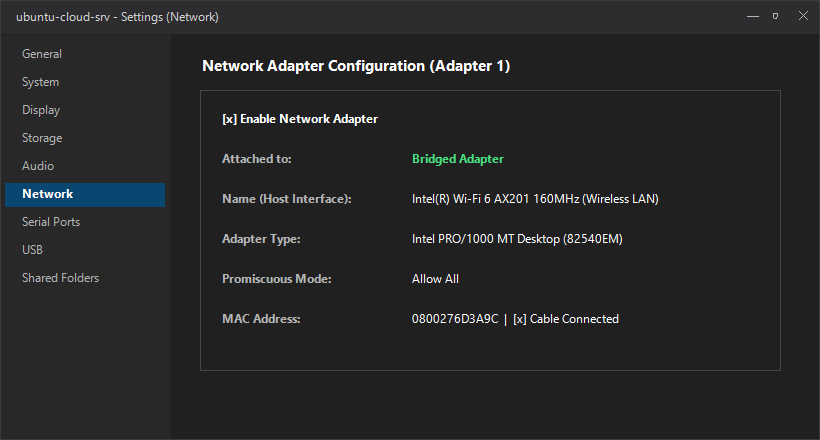 ubuntu-cloud-srv - Settings (Network)
General
System
Display
Storage
Audio
Network
Serial Ports
USB
Shared Folders
Network Adapter Configuration (Adapter 1)
[x] Enable Network Adapter
Attached to: Bridged Adapter
Name (Host Interface): Intel(R) Wi-Fi 6 AX201 160MHz (Wireless LAN)
Adapter Type: Intel PRO/1000 MT Desktop (82540EM)
Promiscuous Mode: Allow All
MAC Address: 0800276D3A9C | [x] Cable Connected